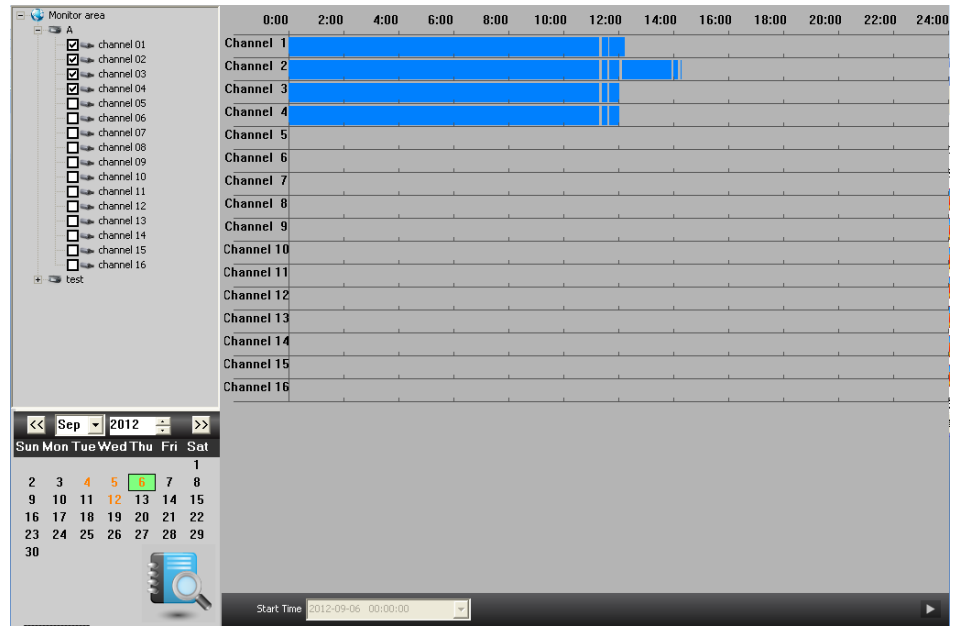 Monitor area
A
channel 01
channel 02
channel 03
channel 04
channel 05
channel 06
channel 07
channel 08
channel 09
channel 10
channel 11
channel 12
channel 13
channel 14
channel 15
channel 16
test
<< Sep 2012 >>
Sun Mon Tue Wed Thu Fri Sat
1
2 3 4 5 6 7 8
9 10 11 12 13 14 15
16 17 18 19 20 21 22
23 24 25 26 27 28 29
30
0:00 2:00 4:00 6:00 8:00 10:00 12:00 14:00 16:00 18:00 20:00 22:00 24:00
Channel 1
Channel 2
Channel 3
Channel 4
Channel 5
Channel 6
Channel 7
Channel 8
Channel 9
Channel 10
Channel 11
Channel 12
Channel 13
Channel 14
Channel 15
Channel 16
Start Time 2012-09-06 00:00:00